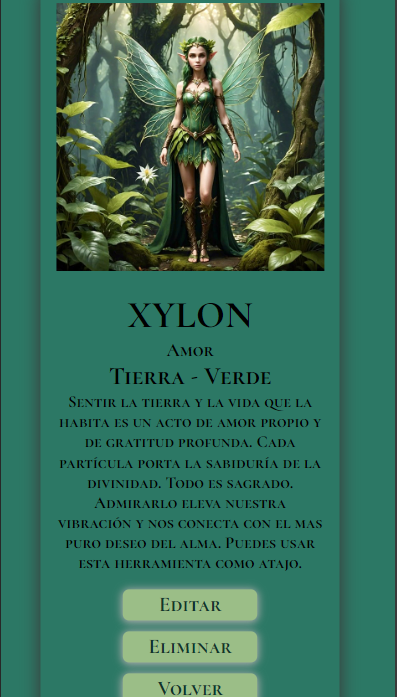 XYLON
Amor
Tierra - Verde
Sentir la tierra y la vida que la
habita es un acto de amor propio y
de gratitud profunda. Cada
partícula porta la sabiduría de la
divinidad. Todo es sagrado.
Admirarlo eleva nuestra
vibración y nos conecta con el mas
puro deseo del alma. Puedes usar
esta herramienta como atajo.
Editar
Eliminar
Volver